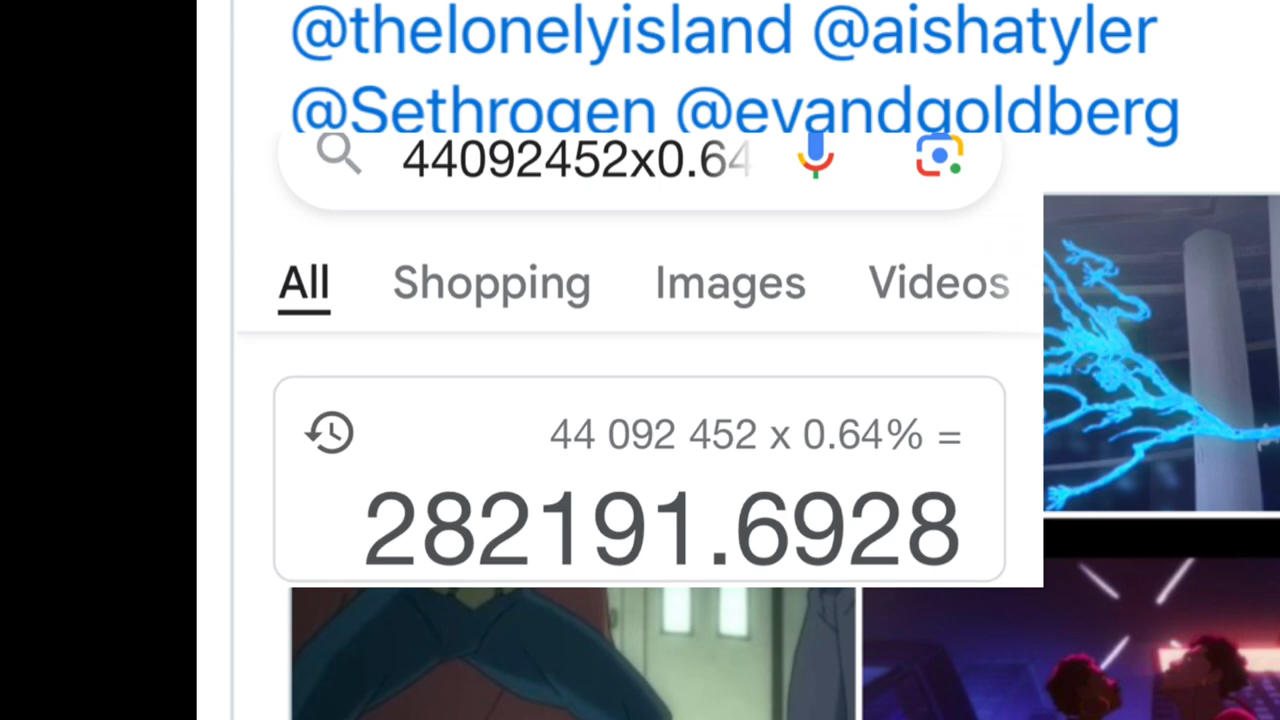 @thelonelyisland @aishatyler
@Sethrogen @evandgoldberg
44092452x0.64
All Shopping Images Videos
44 092 452 x 0.64% =
282191.6928